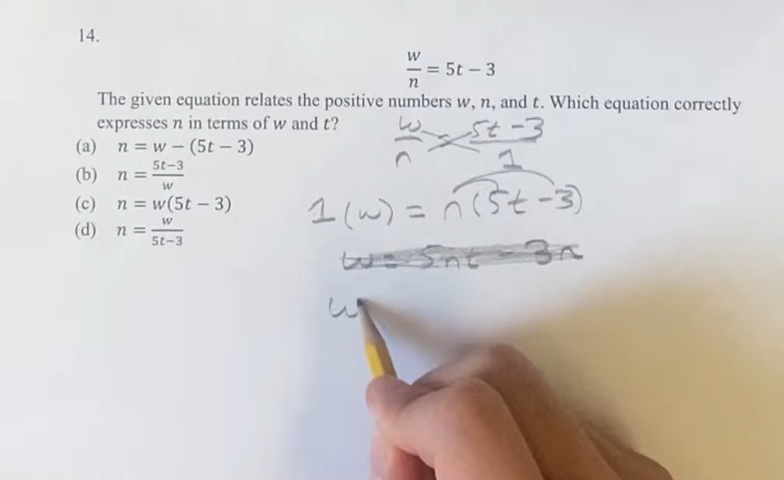 14.
w/n = 5t − 3
The given equation relates the positive numbers w, n, and t. Which equation correctly
expresses n in terms of w and t?
(a) n = w − (5t − 3)
(b) n = 5t−3/w
(c) n = w(5t − 3)
(d) n = w/5t−3
w/n 5t-3/1
1(w) = n(5t-3)
w = 5nt - 3n
w